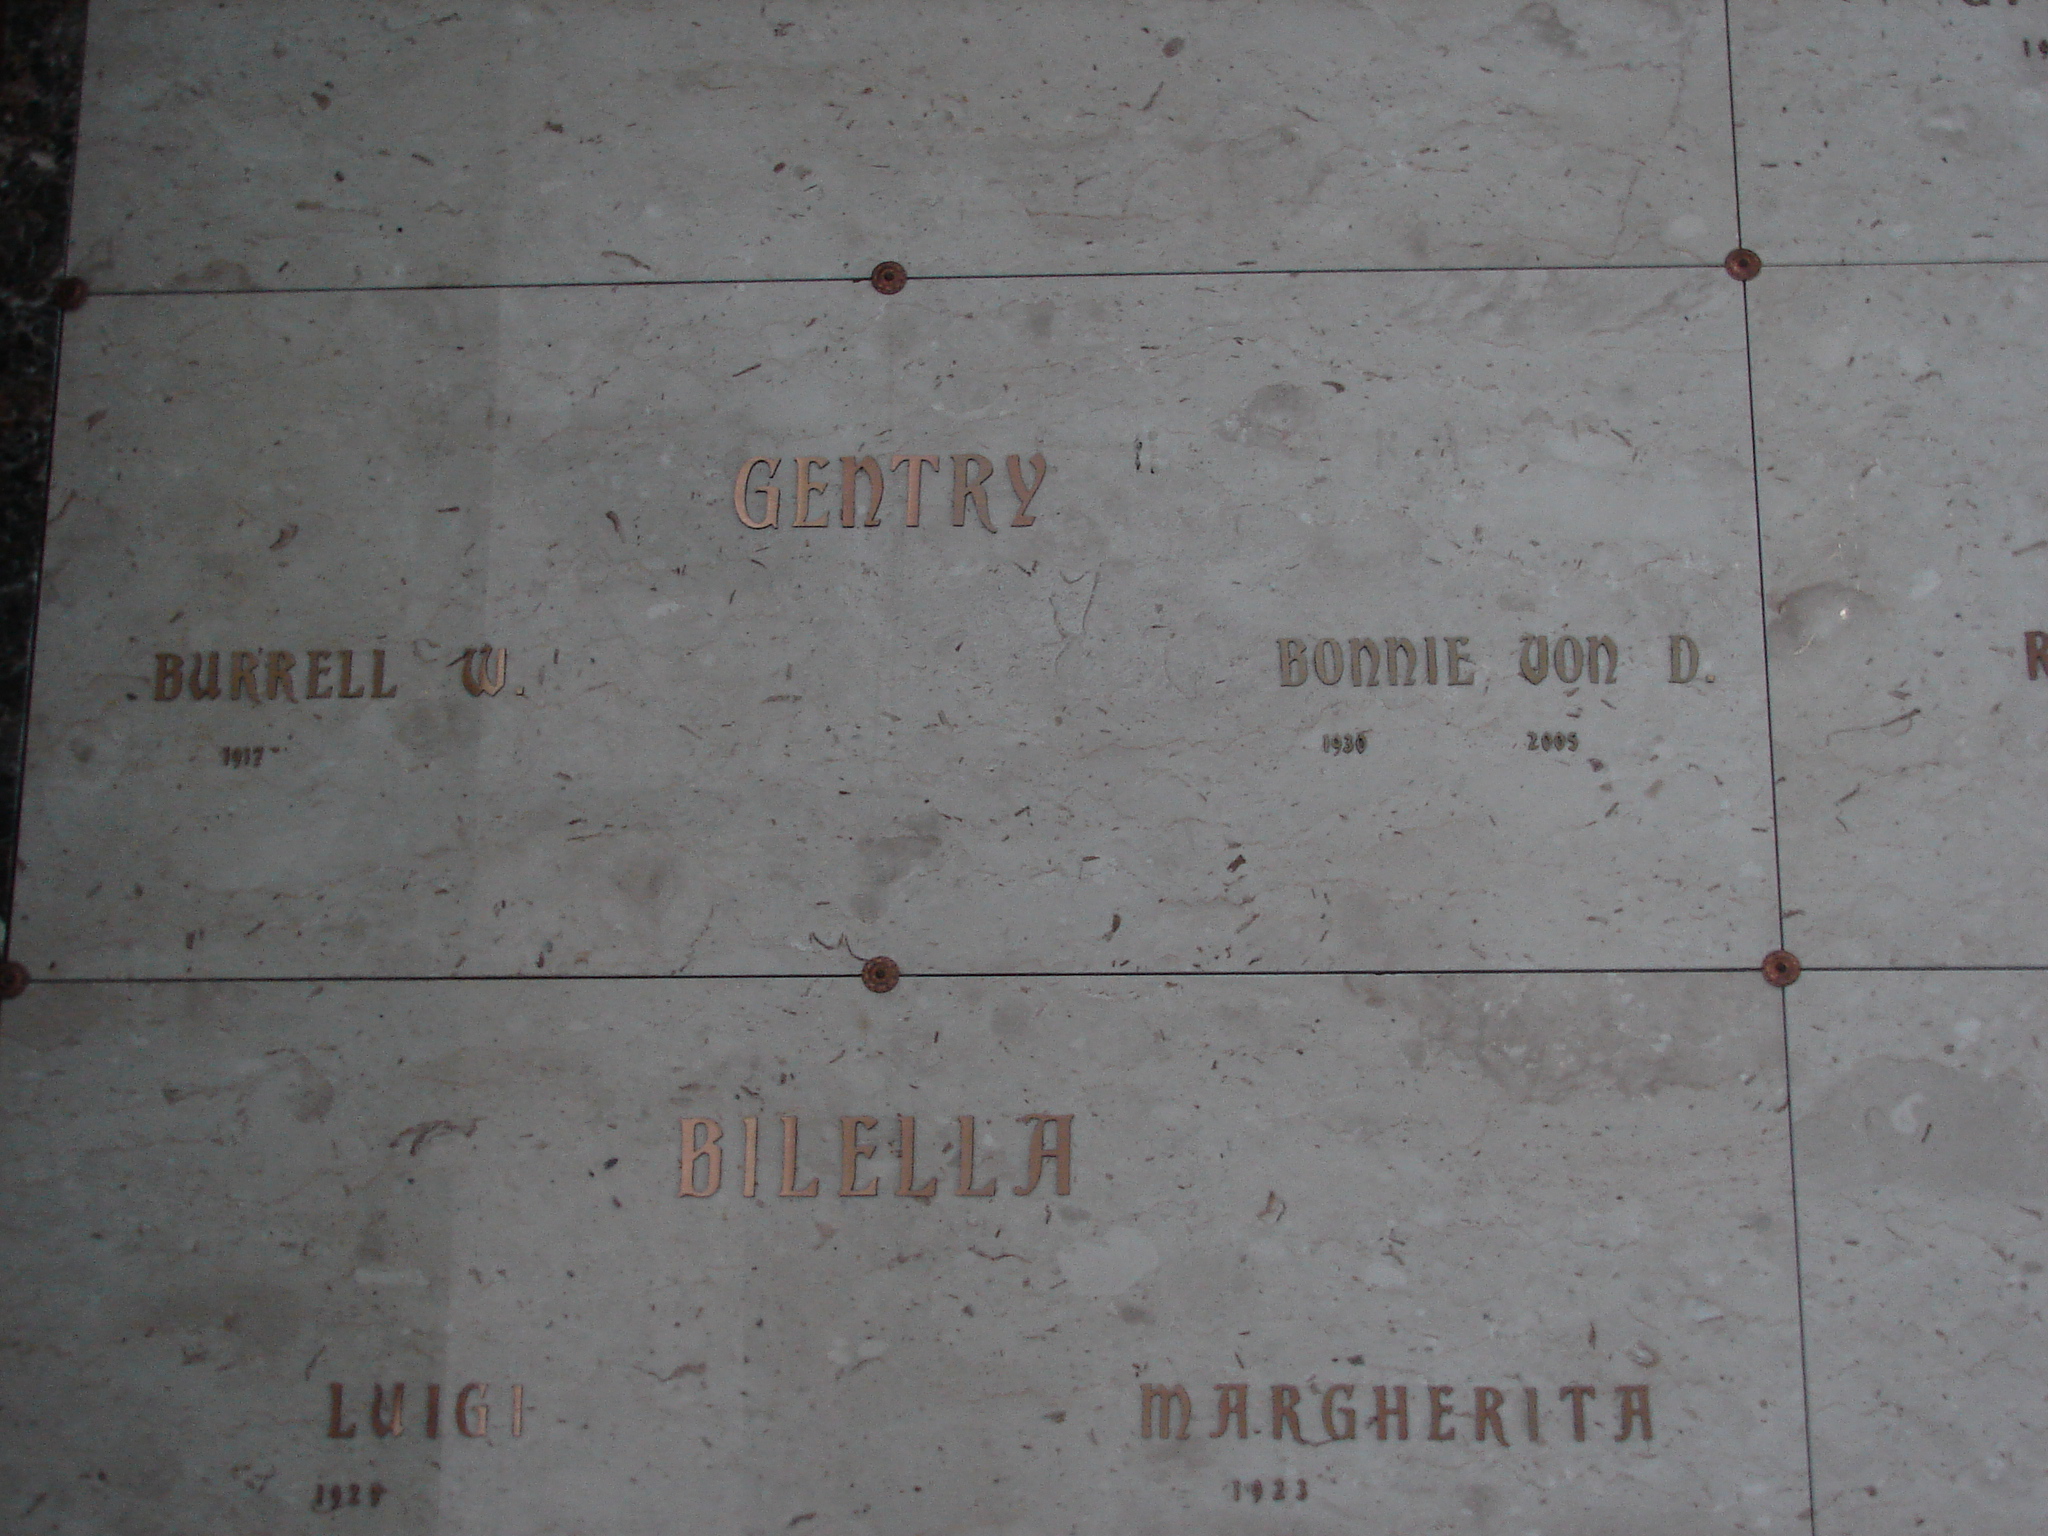 GENTRY
BURRELL W. BONNIE VON D.
1917- 1930 2005
BILELLA
LUIGI MARGHERITA
1923